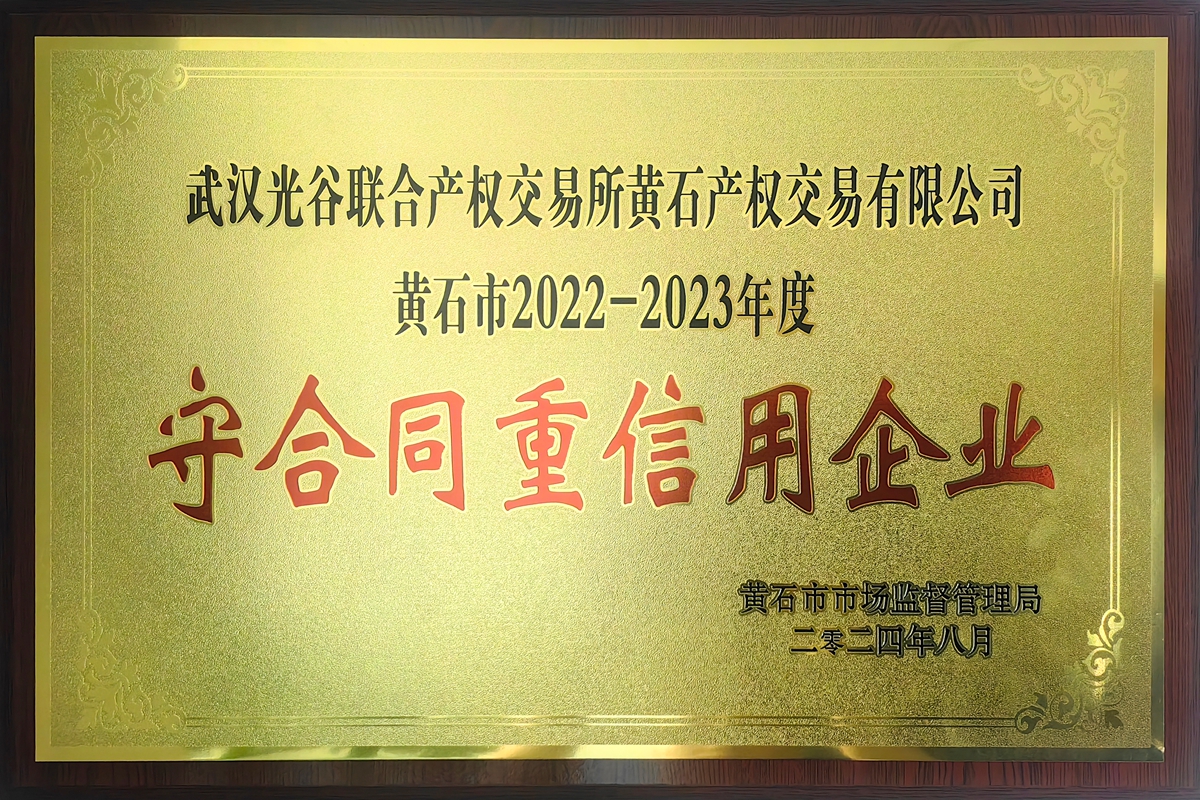 武汉光谷联合产权交易所黄石产权交易有限公司
黄石市2022-2023年度
守合同重信用企业
黄石市市场监督管理局
二零二四年八月